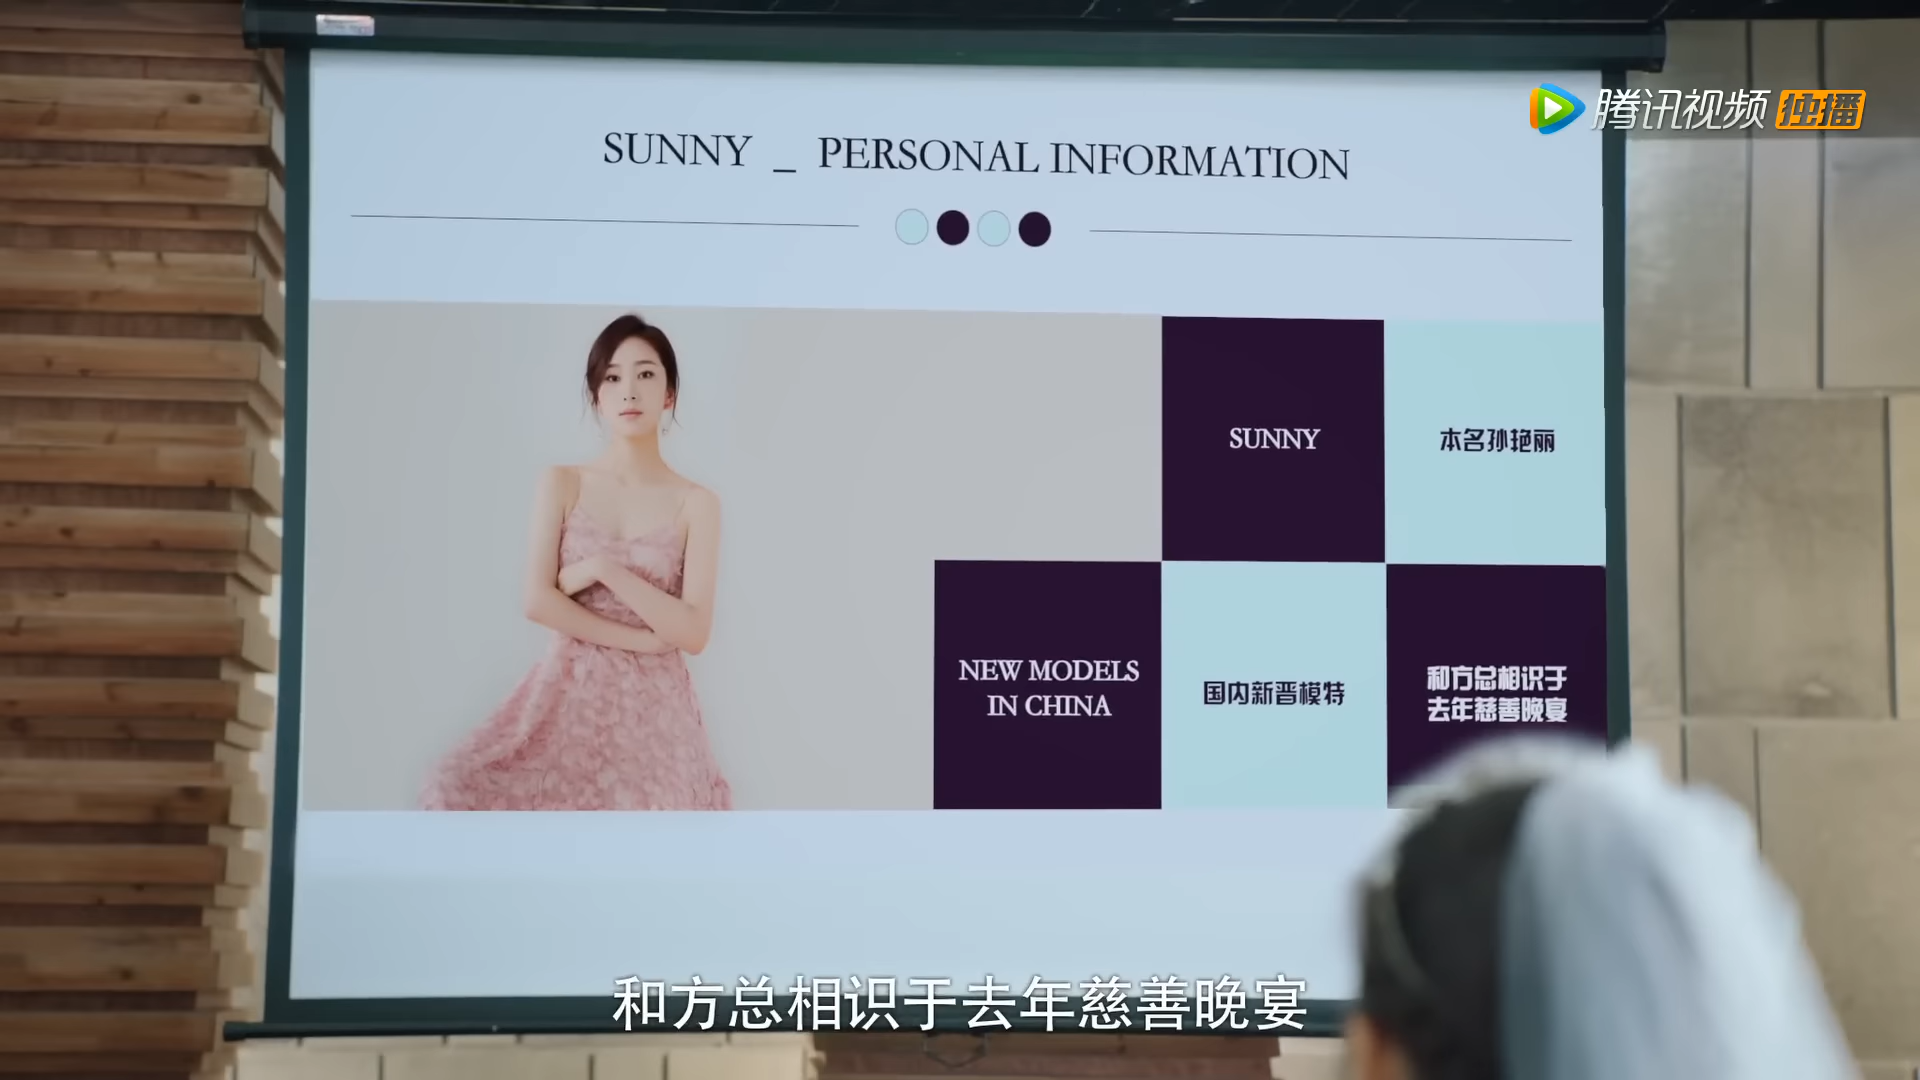 腾讯视频 独播
SUNNY _ PERSONAL INFORMATION
SUNNY
本名孙艳丽
NEW MODELS
IN CHINA
国内新晋模特
和方总相识于
去年慈善晚宴
和方总相识于去年慈善晚宴